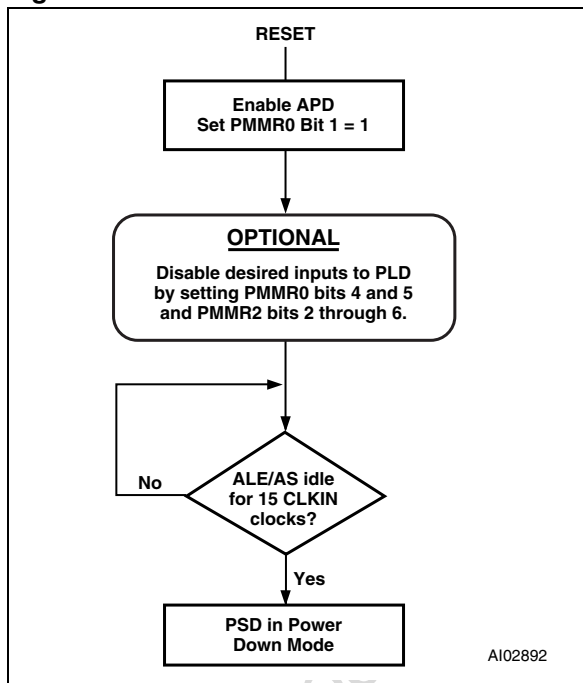 RESET
Enable APD
Set PMMR0 Bit 1 = 1
OPTIONAL
Disable desired inputs to PLD
by setting PMMR0 bits 4 and 5
and PMMR2 bits 2 through 6.
No
ALE/AS idle
for 15 CLKIN
clocks?
Yes
PSD in Power
Down Mode
AI02892